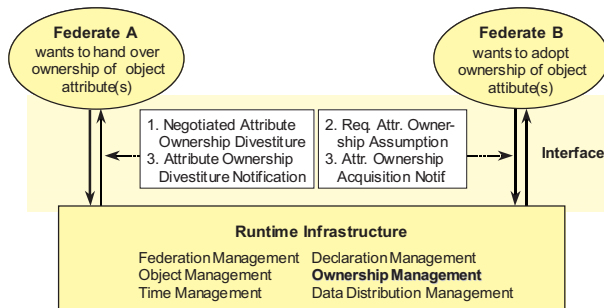 Federate A
wants to hand over
ownership of object
attribute(s)
Federate B
wants to adopt
ownership of object
attibute(s)
1. Negotiated Attribute
Ownership Divestiture
3. Attribute Ownership
Divestiture Notification
2. Req. Attr. Owner-
ship Assumption
3. Attr. Ownership
Acquisition Notif
Interface
Runtime Infrastructure
Federation Management Declaration Management
Object Management Ownership Management
Time Management Data Distribution Management